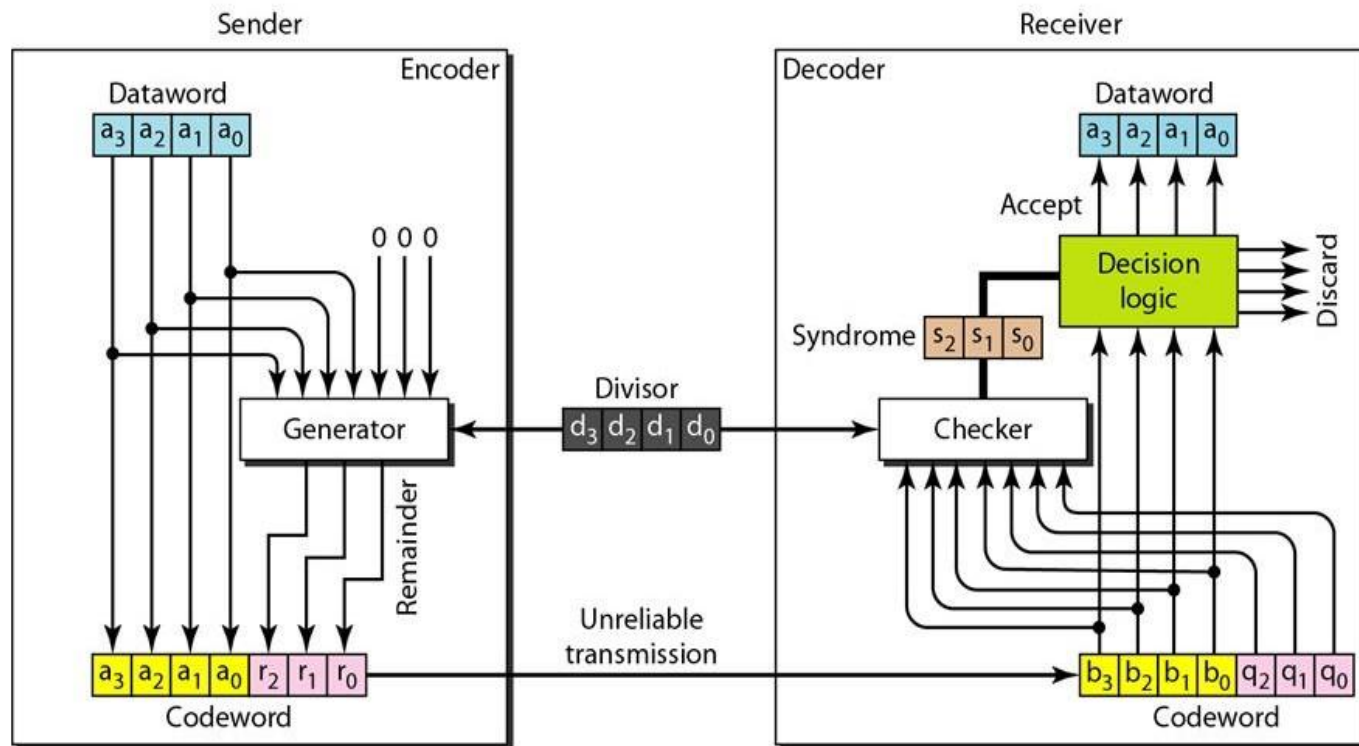 Sender
Encoder
Dataword
a3 a2 a1 a0
0 0 0
Generator
Remainder
a3 a2 a1 a0 r2 r1 r0
Codeword
Divisor
d3 d2 d1 d0
Unreliable
transmission
Receiver
Decoder
Dataword
a3 a2 a1 a0
Accept
Decision
logic
Discard
Syndrome
s2 s1 s0
Checker
b3 b2 b1 b0 q2 q1 q0
Codeword